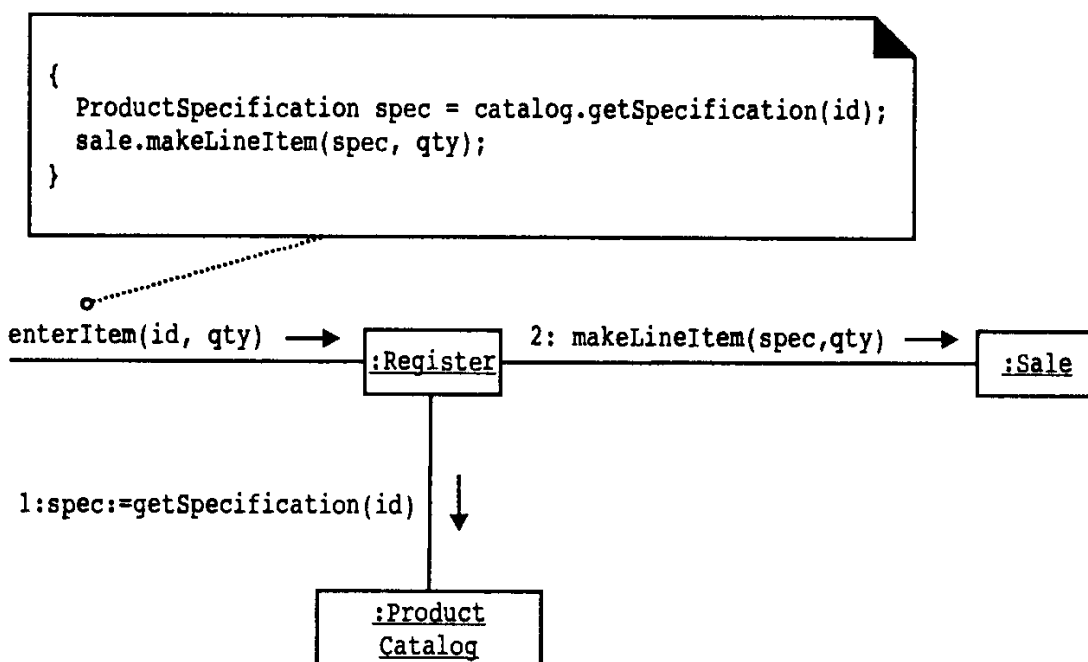 {
ProductSpecification spec = catalog.getSpecification(id);
sale.makeLineItem(spec, qty);
}
enterItem(id, qty)
:Register
2: makeLineItem(spec,qty)
:Sale
1:spec:=getSpecification(id)
:Product
Catalog